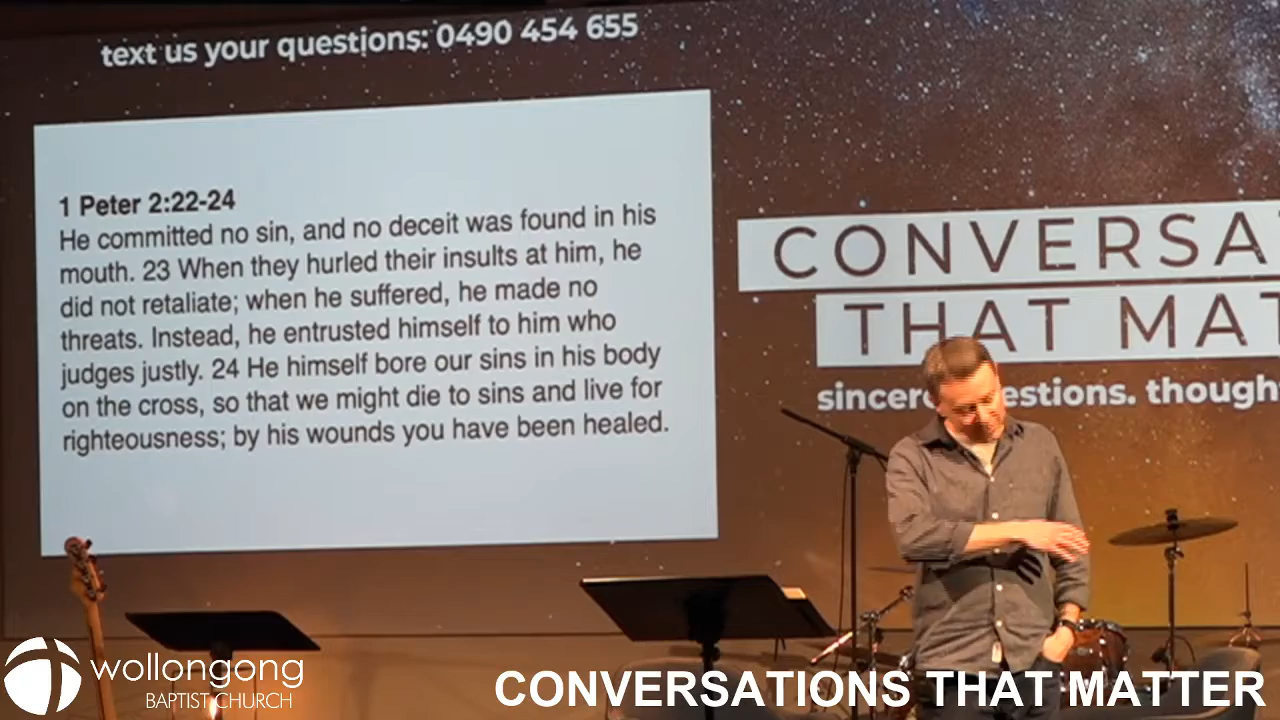 text us your questions: 0490 454 655
1 Peter 2:22-24
He committed no sin, and no deceit was found in his
mouth. 23 When they hurled their insults at him, he
did not retaliate; when he suffered, he made no
threats. Instead, he entrusted himself to him who
judges justly. 24 He himself bore our sins in his body
on the cross, so that we might die to sins and live for
righteousness; by his wounds you have been healed.
CONVERSA
THAT MAT
questions. though
wollongong
BAPTIST CHURCH
CONVERSATIONS THAT MATTER